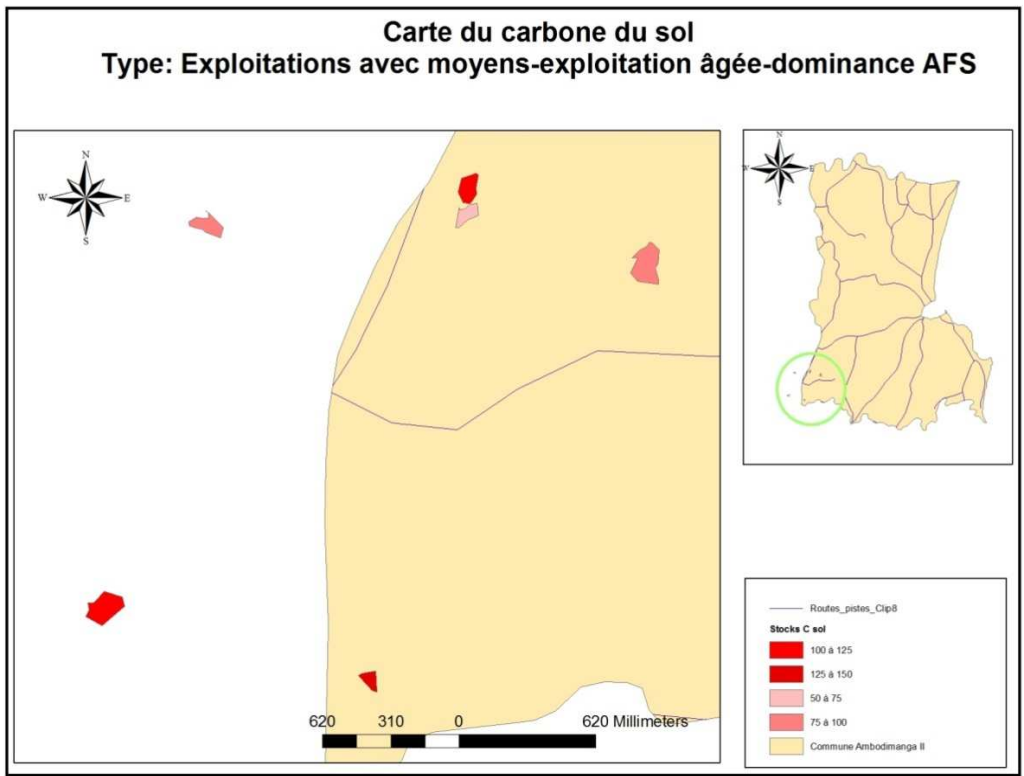 Carte du carbone du sol
Type: Exploitations avec moyens-exploitation âgée-dominance AFS
N
W E
S
N
W E
S
620 310 0 620 Millimeters
Routes_pistes_Clip8
Stocks C sol
100 à 125
125 à 150
50 à 75
75 à 100
Commune Ambodimanga II